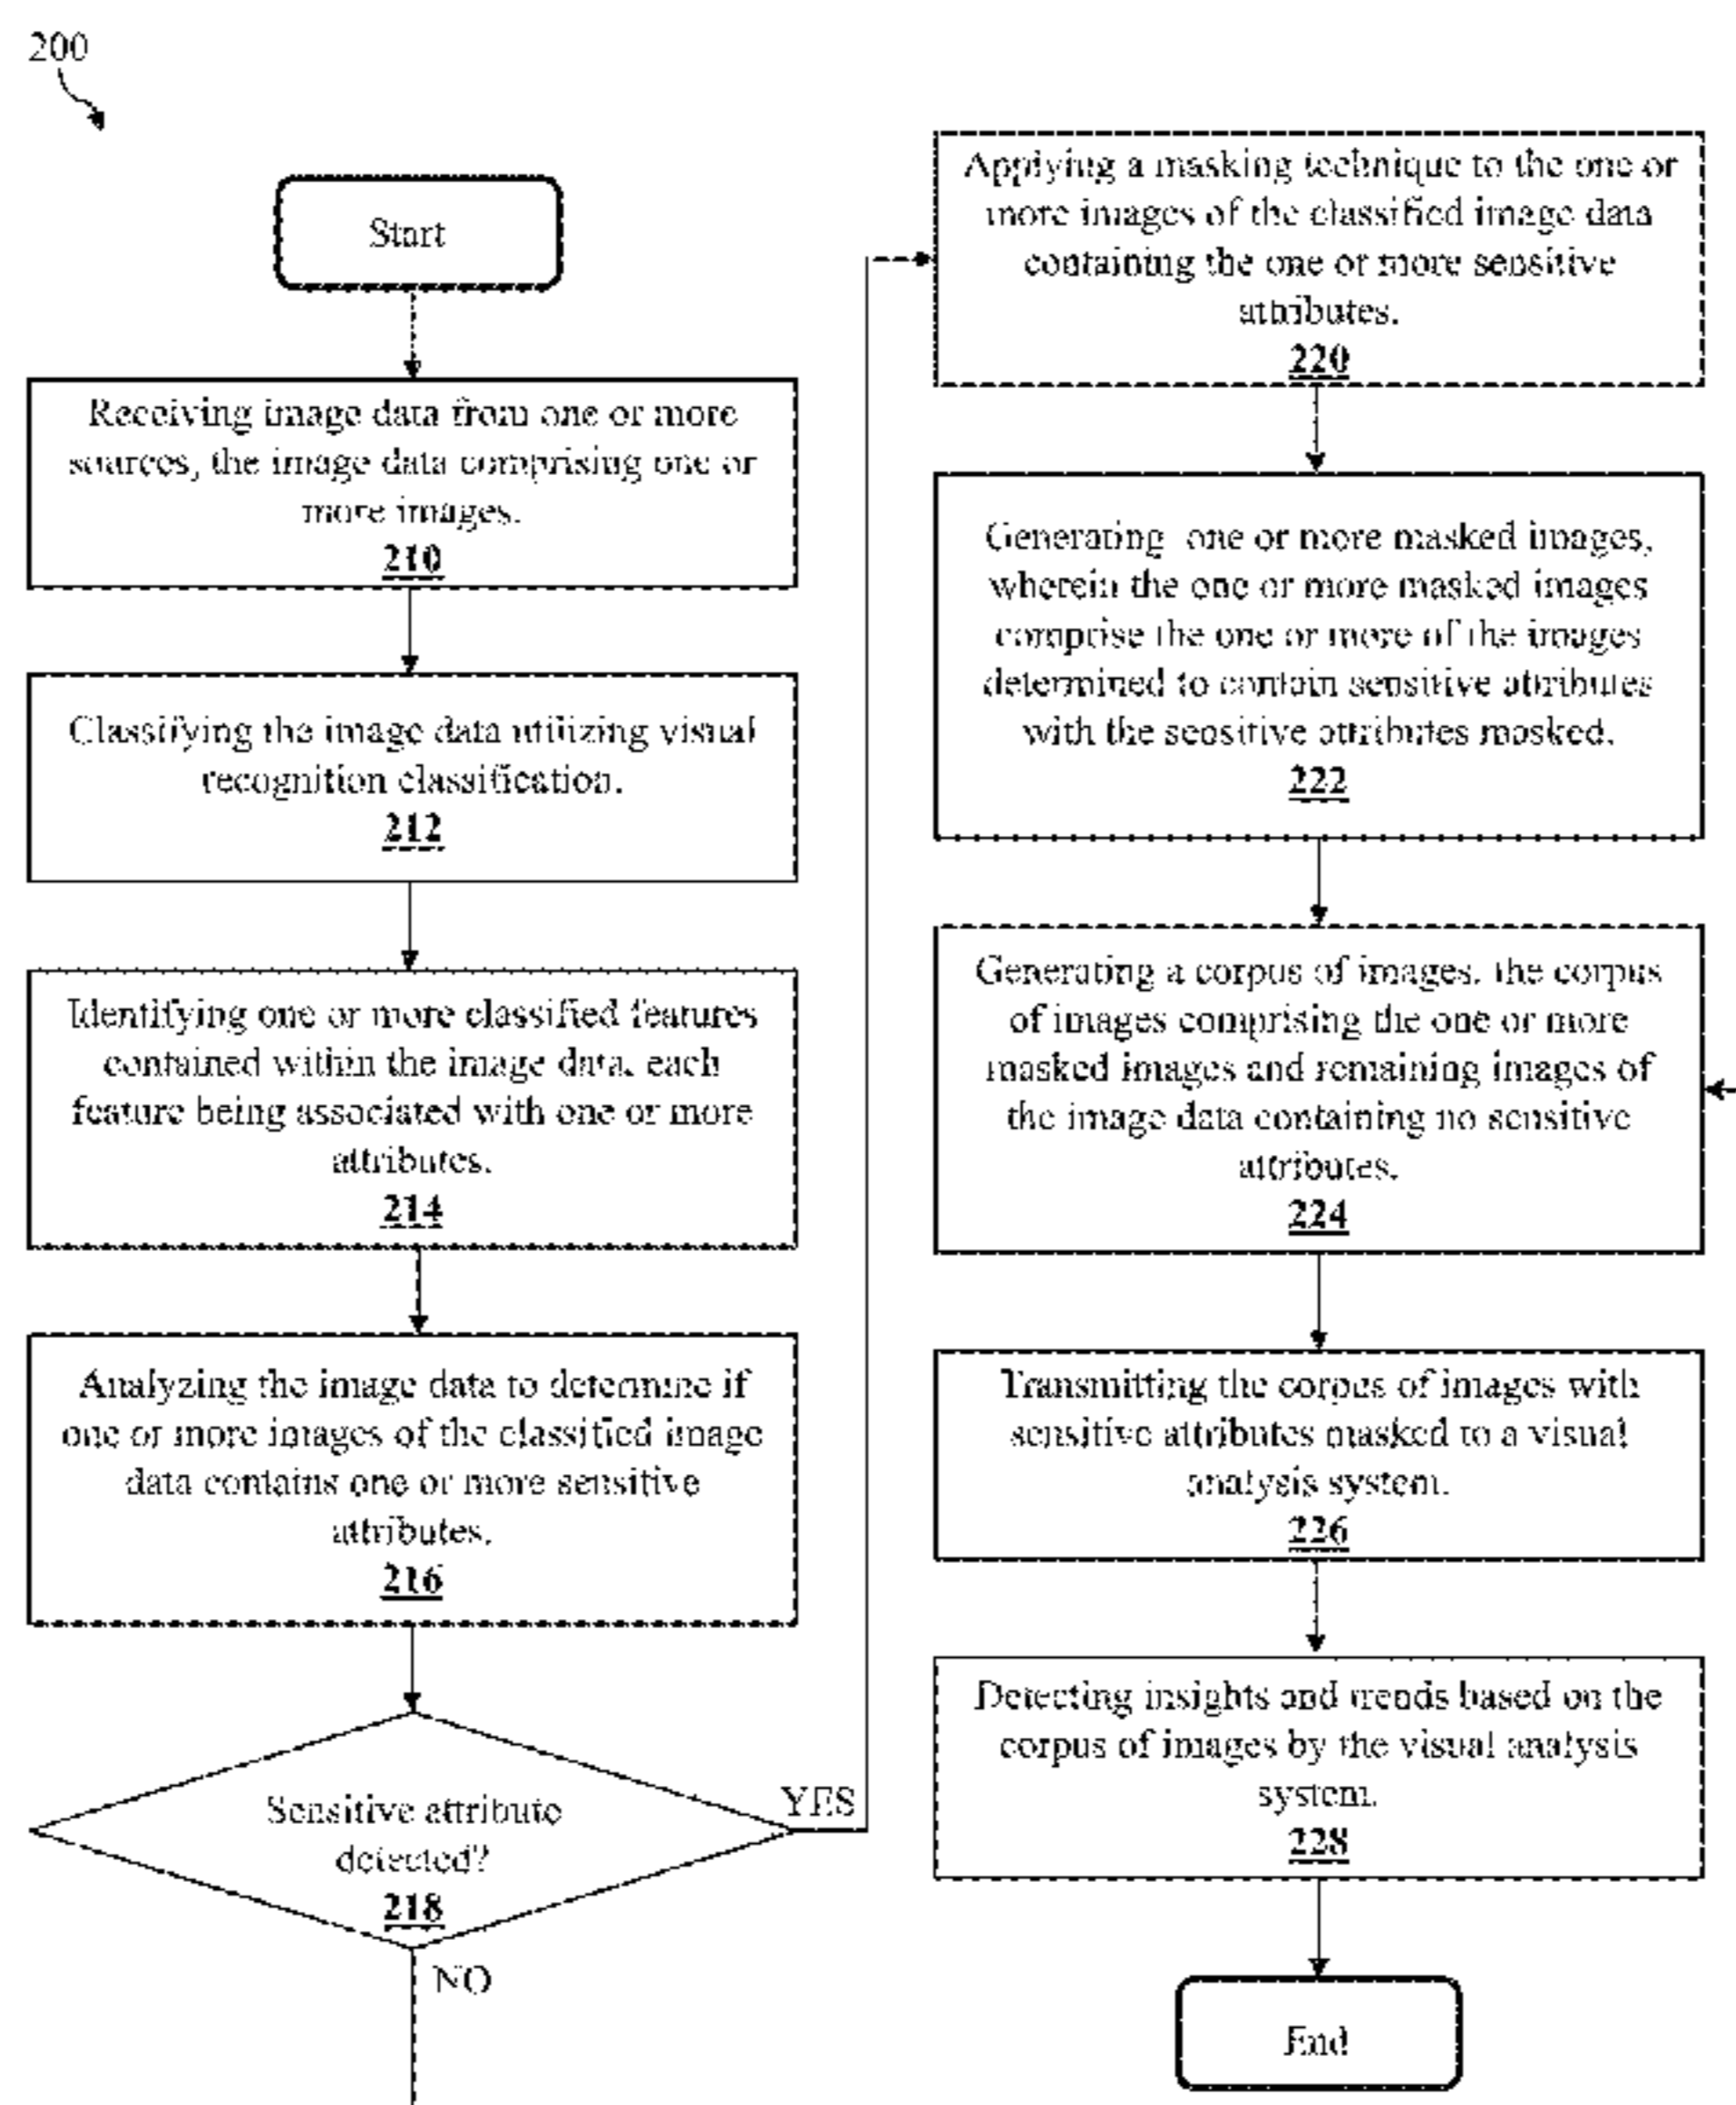 200
Start
Receiving image data from one or more
sources, the image data comprising one or
more images.
210
Classifying the image data utilizing visual
recognition classification.
212
Identifying one or more classified features
contained within the image data, each
feature being associated with one or more
attributes.
214
Analyzing the image data to determine if
one or more images of the classified image
data contains one or more sensitive
attributes.
216
Sensitive attribute
detected?
218
YES
NO
Applying a masking technique to the one or
more images of the classified image data
containing the one or more sensitive
attributes.
220
Generating one or more masked images,
wherein the one or more masked images
comprise the one or more of the images
determined to contain sensitive attributes
with the sensitive attributes masked.
222
Generating a corpus of images, the corpus
of images comprising the one or more
masked images and remaining images of
the image data containing no sensitive
attributes.
224
Transmitting the corpus of images with
sensitive attributes masked to a visual
analysis system.
226
Detecting insights and trends based on the
corpus of images by the visual analysis
system.
228
End